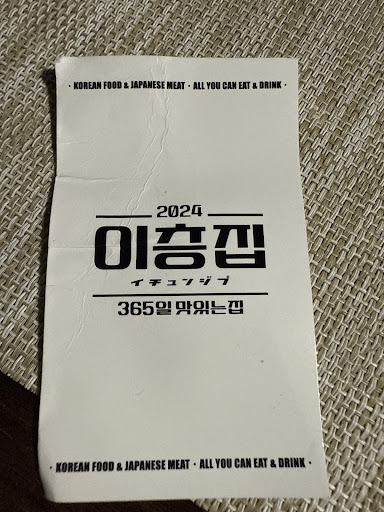 · KOREAN FOOD & JAPANESE MEAT · ALL YOU CAN EAT & DRINK ·
2024
이층집
イチュンジプ
365일 맛있는집
· KOREAN FOOD & JAPANESE MEAT · ALL YOU CAN EAT & DRINK ·